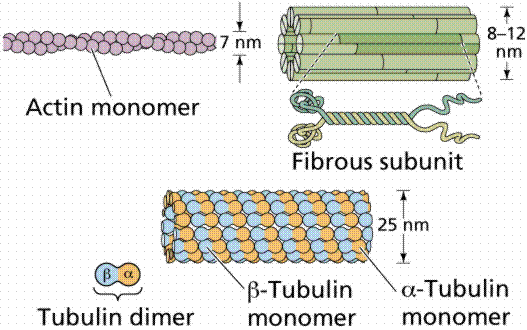 7 nm
Actin monomer
8–12
nm
Fibrous subunit
25 nm
β α
Tubulin dimer
β-Tubulin
monomer
α-Tubulin
monomer